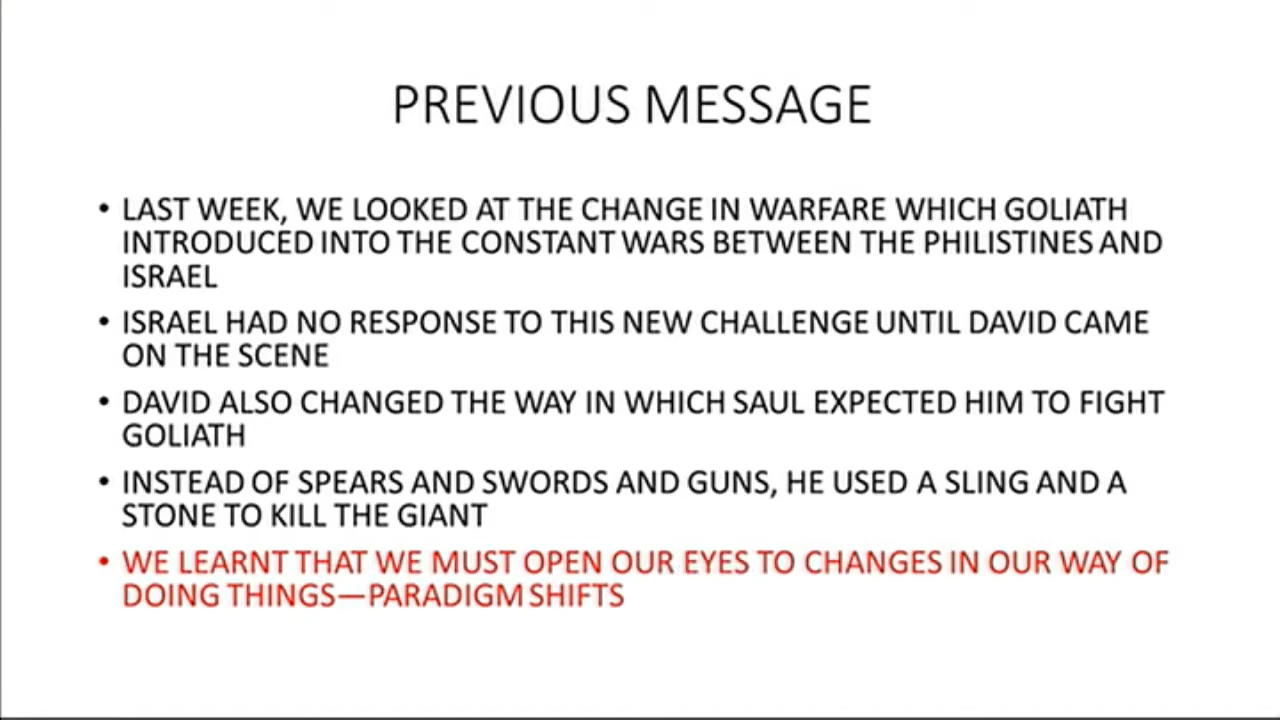 PREVIOUS MESSAGE
• LAST WEEK, WE LOOKED AT THE CHANGE IN WARFARE WHICH GOLIATH
INTRODUCED INTO THE CONSTANT WARS BETWEEN THE PHILISTINES AND
ISRAEL
• ISRAEL HAD NO RESPONSE TO THIS NEW CHALLENGE UNTIL DAVID CAME
ON THE SCENE
• DAVID ALSO CHANGED THE WAY IN WHICH SAUL EXPECTED HIM TO FIGHT
GOLIATH
• INSTEAD OF SPEARS AND SWORDS AND GUNS, HE USED A SLING AND A
STONE TO KILL THE GIANT
• WE LEARNT THAT WE MUST OPEN OUR EYES TO CHANGES IN OUR WAY OF
DOING THINGS—PARADIGM SHIFTS